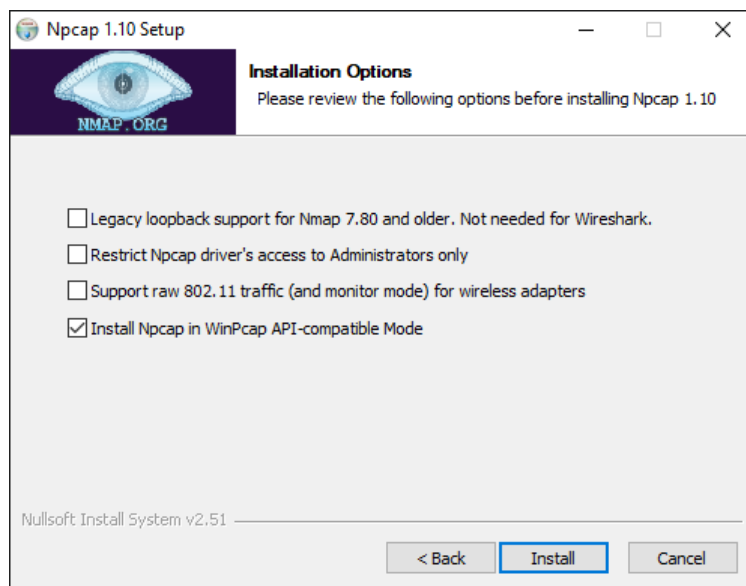 Npcap 1.10 Setup
Installation Options
Please review the following options before installing Npcap 1.10
NMAP.ORG
Legacy loopback support for Nmap 7.80 and older. Not needed for Wireshark.
Restrict Npcap driver's access to Administrators only
Support raw 802.11 traffic (and monitor mode) for wireless adapters
Install Npcap in WinPcap API-compatible Mode
Nullsoft Install System v2.51
< Back
Install
Cancel